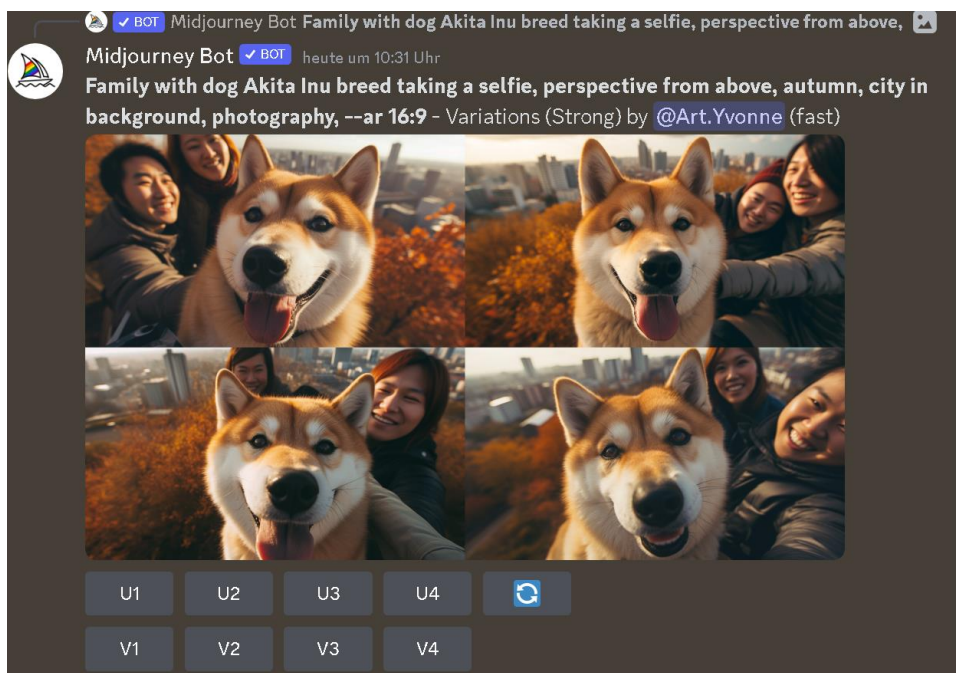 ✓ BOT Midjourney Bot Family with dog Akita Inu breed taking a selfie, perspective from above,
Midjourney Bot ✓ BOT heute um 10:31 Uhr
Family with dog Akita Inu breed taking a selfie, perspective from above, autumn, city in
background, photography, --ar 16:9 - Variations (Strong) by @Art.Yvonne (fast)
U1 U2 U3 U4
V1 V2 V3 V4